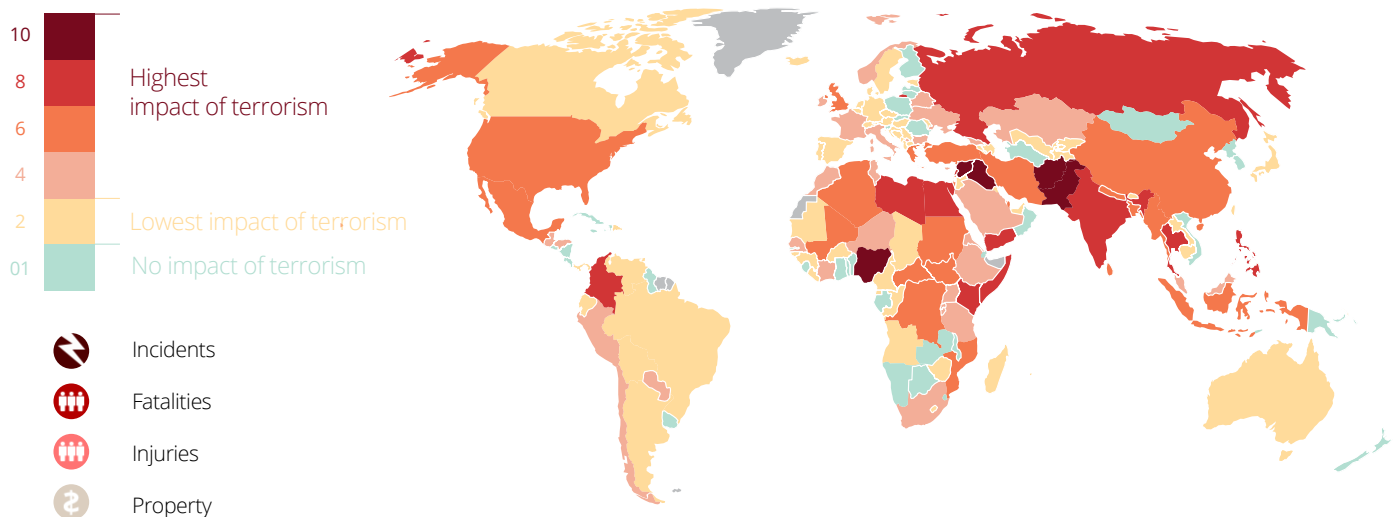 10
8
6
4
2
01
Highest
impact of terrorism
Lowest impact of terrorism
No impact of terrorism
Incidents
Fatalities
Injuries
Property